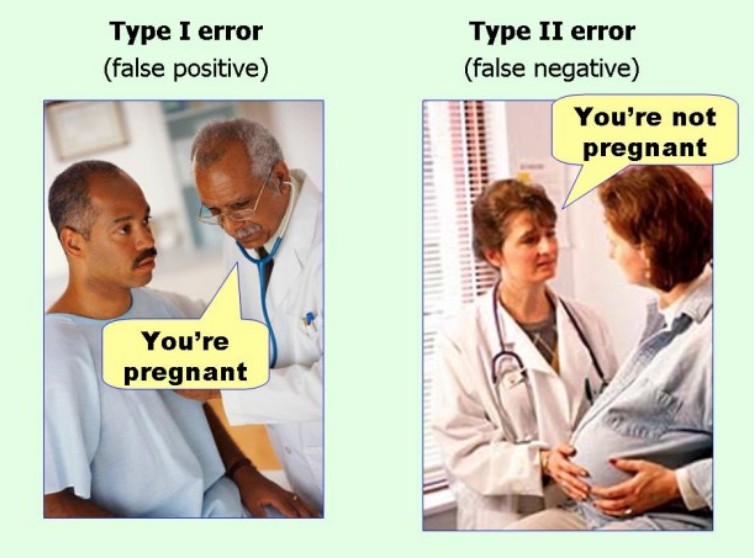 Type I error
(false positive)
You're
pregnant
Type II error
(false negative)
You're not
pregnant